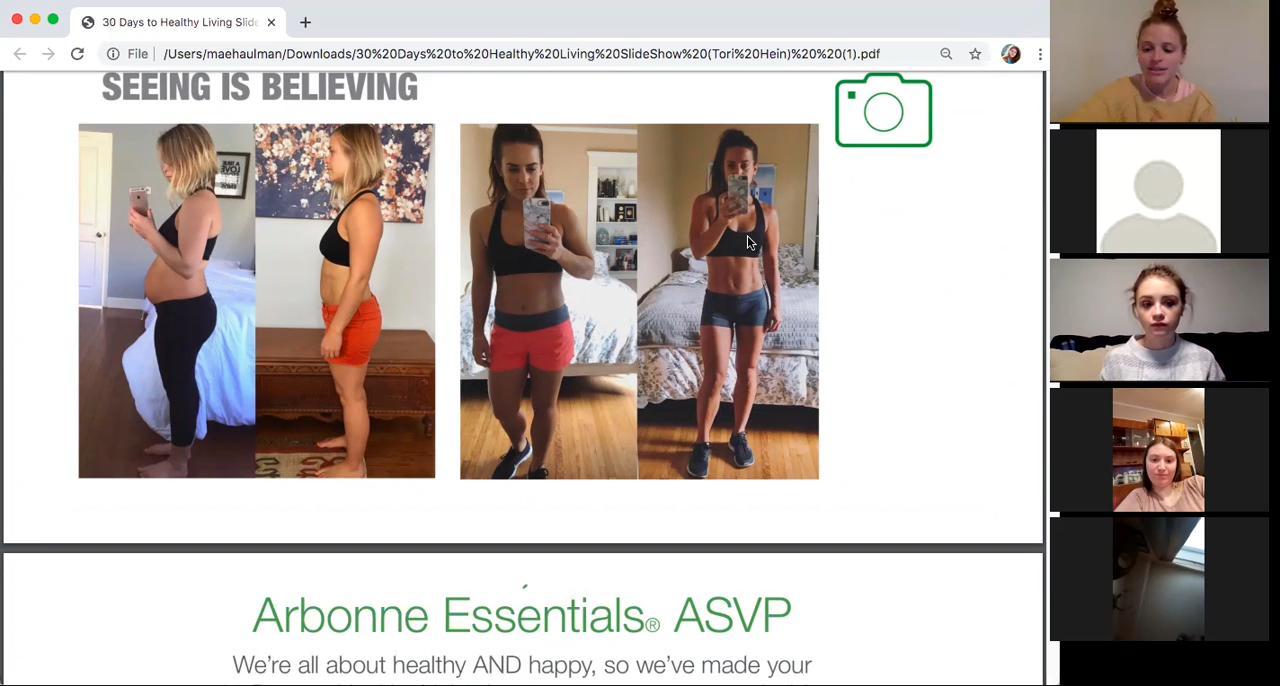 30 Days to Healthy Living Slide
File
/Users/maehaulman/Downloads/30%20Days%20to%20Healthy%20Living%20SlideShow%20(Tori%20Hein)%20%20(1).pdf
SEEING IS BELIEVING
Arbonne Essentials® ASVP
We're all about healthy AND happy, so we've made your